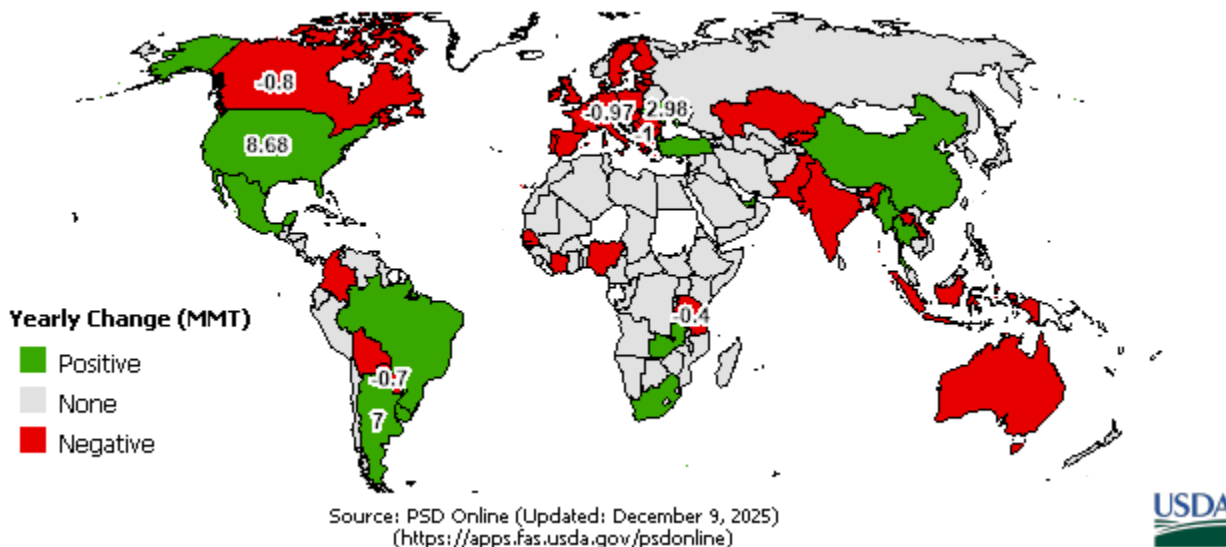 -0.8
8.68
-0.97
2.98
-1
-0.4
-0.7
7
Yearly Change (MMT)
Positive
None
Negative
Source: PSD Online (Updated: December 9, 2025)
(https://apps.fas.usda.gov/psdonline)
USDA